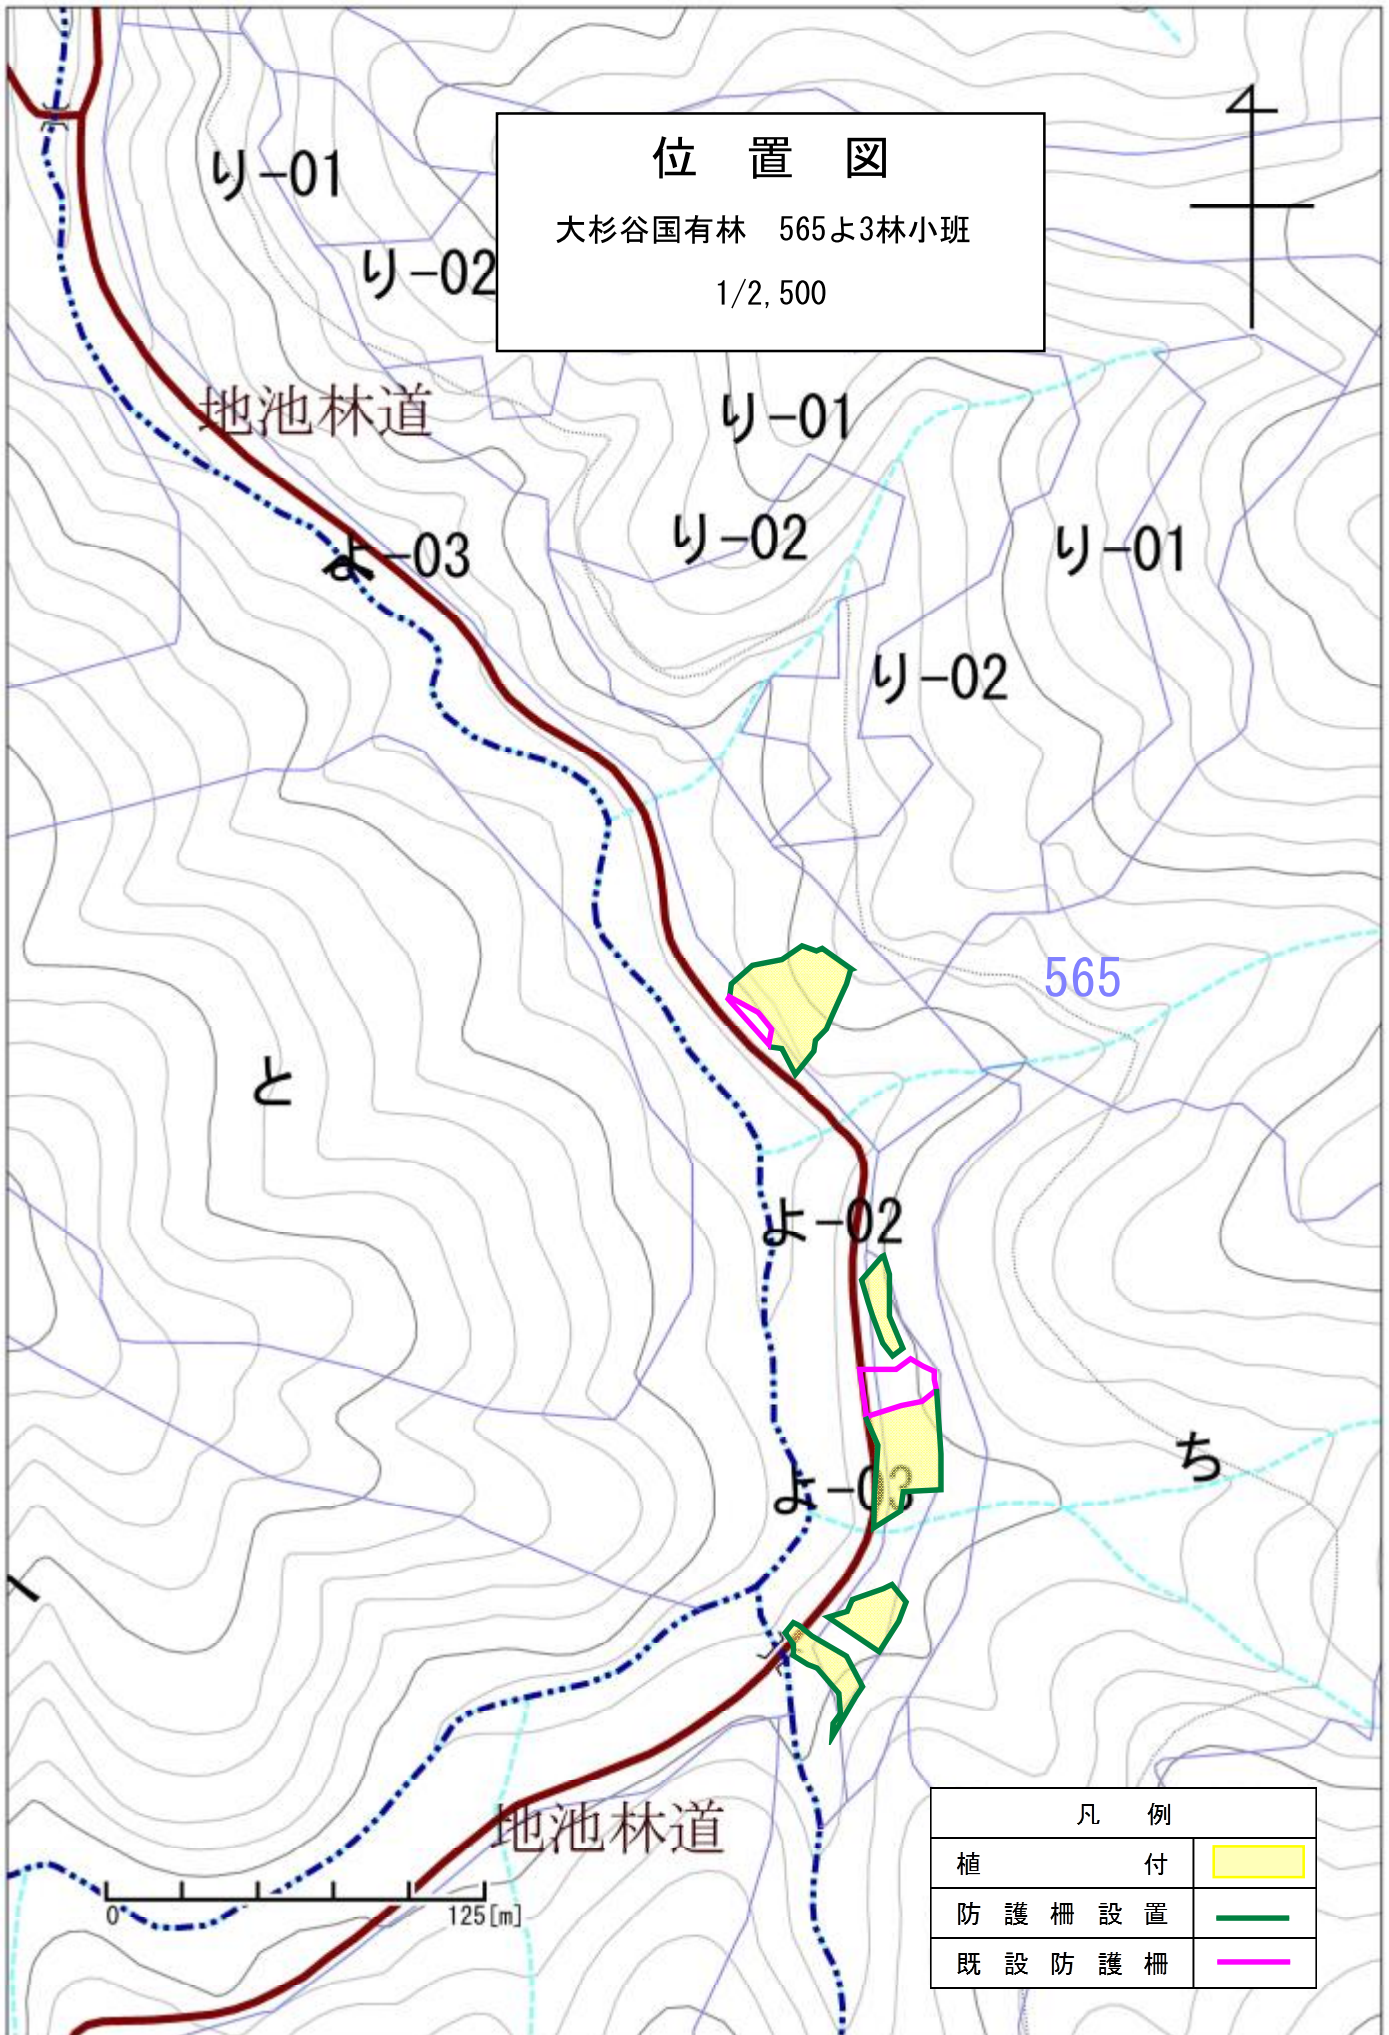 位 置 図
大杉谷国有林 565よ3林小班
1/2,500
り-01
り-02
地池林道
り-01
よ-03
り-02
り-01
り-02
565
と
よ-02
ち
よ-03
へ
地池林道
0 125[m]
凡 例
植 付
防 護 柵 設 置
既 設 防 護 柵